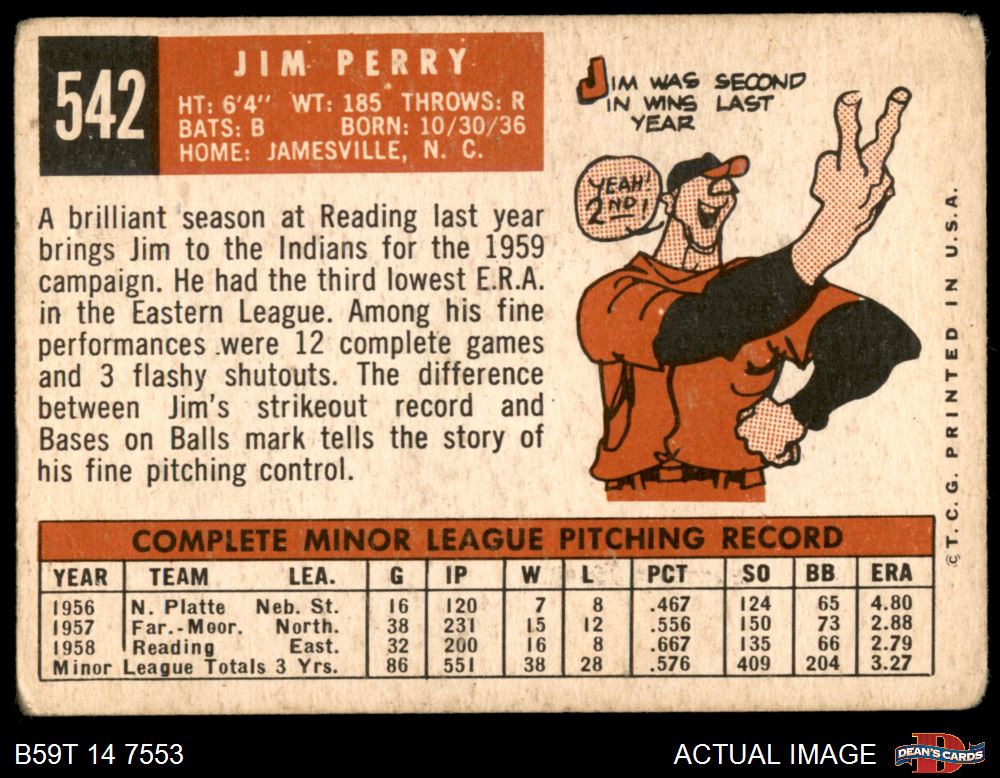 542
JIM PERRY
HT: 6'4" WT: 185 THROWS: R
BATS: B BORN: 10/30/36
HOME: JAMESVILLE, N. C.
JIM WAS SECOND
IN WINS LAST
YEAR
YEAH!
2ND!
A brilliant season at Reading last year
brings Jim to the Indians for the 1959
campaign. He had the third lowest E.R.A.
in the Eastern League. Among his fine
performances were 12 complete games
and 3 flashy shutouts. The difference
between Jim's strikeout record and
Bases on Balls mark tells the story of
his fine pitching control.
© T. C. G. PRINTED IN U.S.A.
COMPLETE MINOR LEAGUE PITCHING RECORD
YEAR TEAM LEA. G IP W L PCT SO BB ERA
1956 N. Platte Neb. St. 16 120 7 8 .467 124 65 4.80
1957 Far.-Moor. North. 38 231 15 12 .556 150 73 2.88
1958 Reading East. 32 200 16 8 .667 135 66 2.79
Minor League Totals 3 Yrs. 86 551 38 28 .576 409 204 3.27
B59T 14 7553
ACTUAL IMAGE
D
DEAN'S CARDS